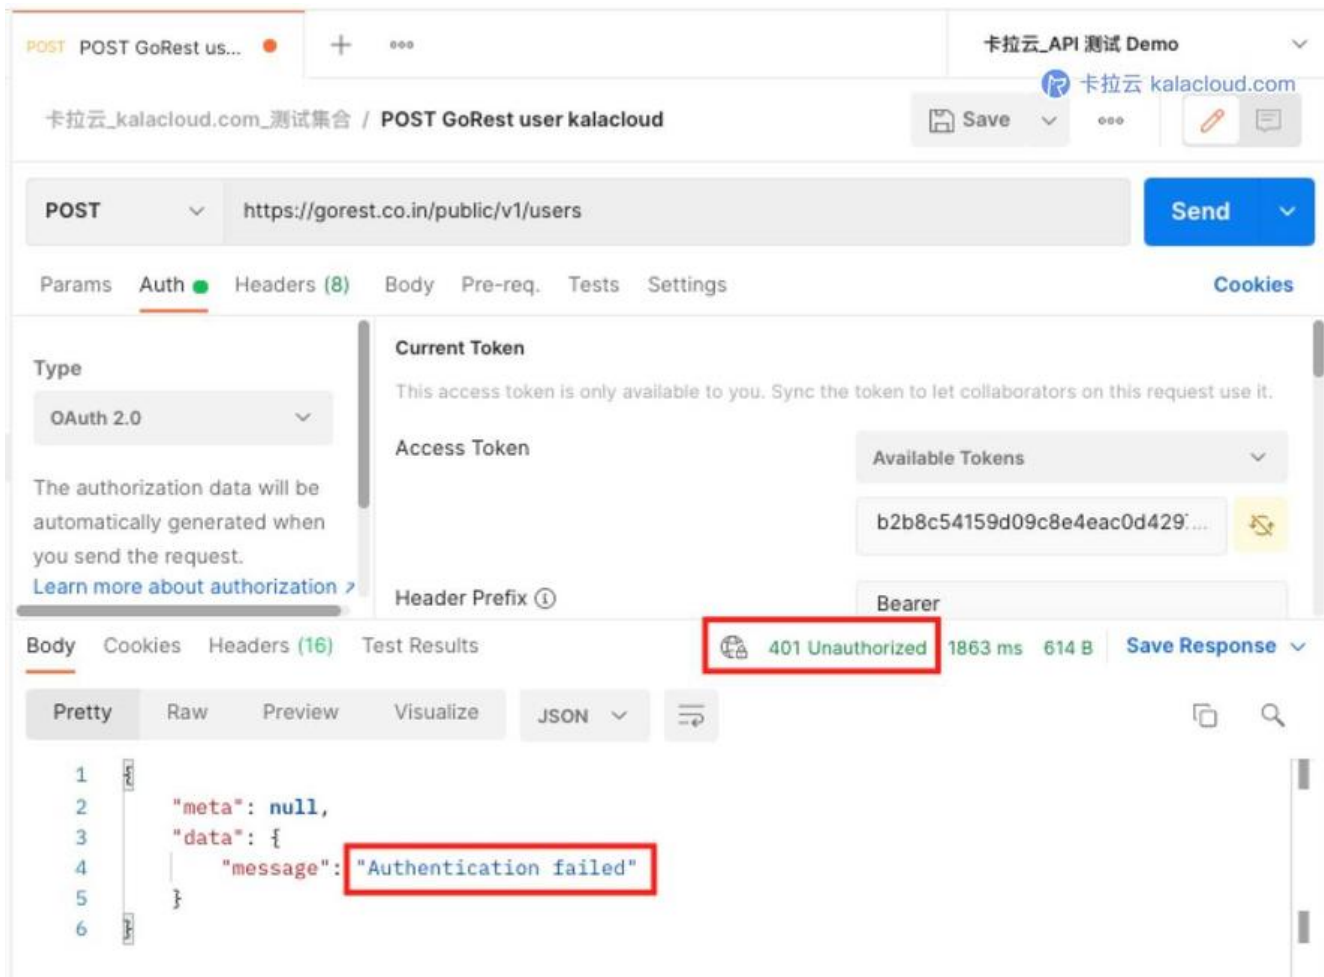 POST POST GoRest us...
卡拉云_API 测试 Demo
卡拉云 kalacloud.com
卡拉云_kalacloud.com_测试集合 / POST GoRest user kalacloud
Save
POST
https://gorest.co.in/public/v1/users
Send
Params Auth Headers (8) Body Pre-req. Tests Settings
Cookies
Type
OAuth 2.0
The authorization data will be
automatically generated when
you send the request.
Learn more about authorization ↗
Current Token
This access token is only available to you. Sync the token to let collaborators on this request use it.
Access Token
Available Tokens
b2b8c54159d09c8e4eac0d429...
Header Prefix
Bearer
Body Cookies Headers (16) Test Results
401 Unauthorized 1863 ms 614 B Save Response
Pretty Raw Preview Visualize JSON
1 {
2 "meta": null,
3 "data": {
4 "message": "Authentication failed"
5 }
6 }